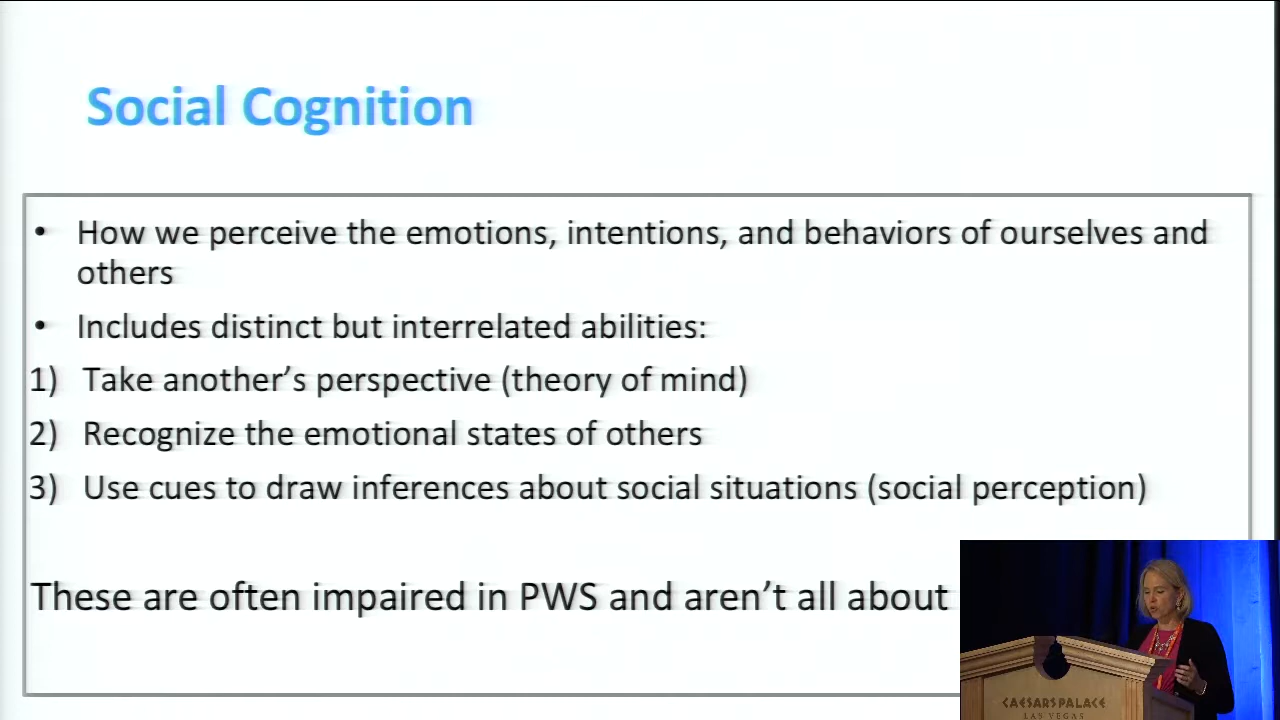 Social Cognition
• How we perceive the emotions, intentions, and behaviors of ourselves and
others
• Includes distinct but interrelated abilities:
1) Take another’s perspective (theory of mind)
2) Recognize the emotional states of others
3) Use cues to draw inferences about social situations (social perception)
These are often impaired in PWS and aren’t all about
CAESARS PALACE
LAS VEGAS